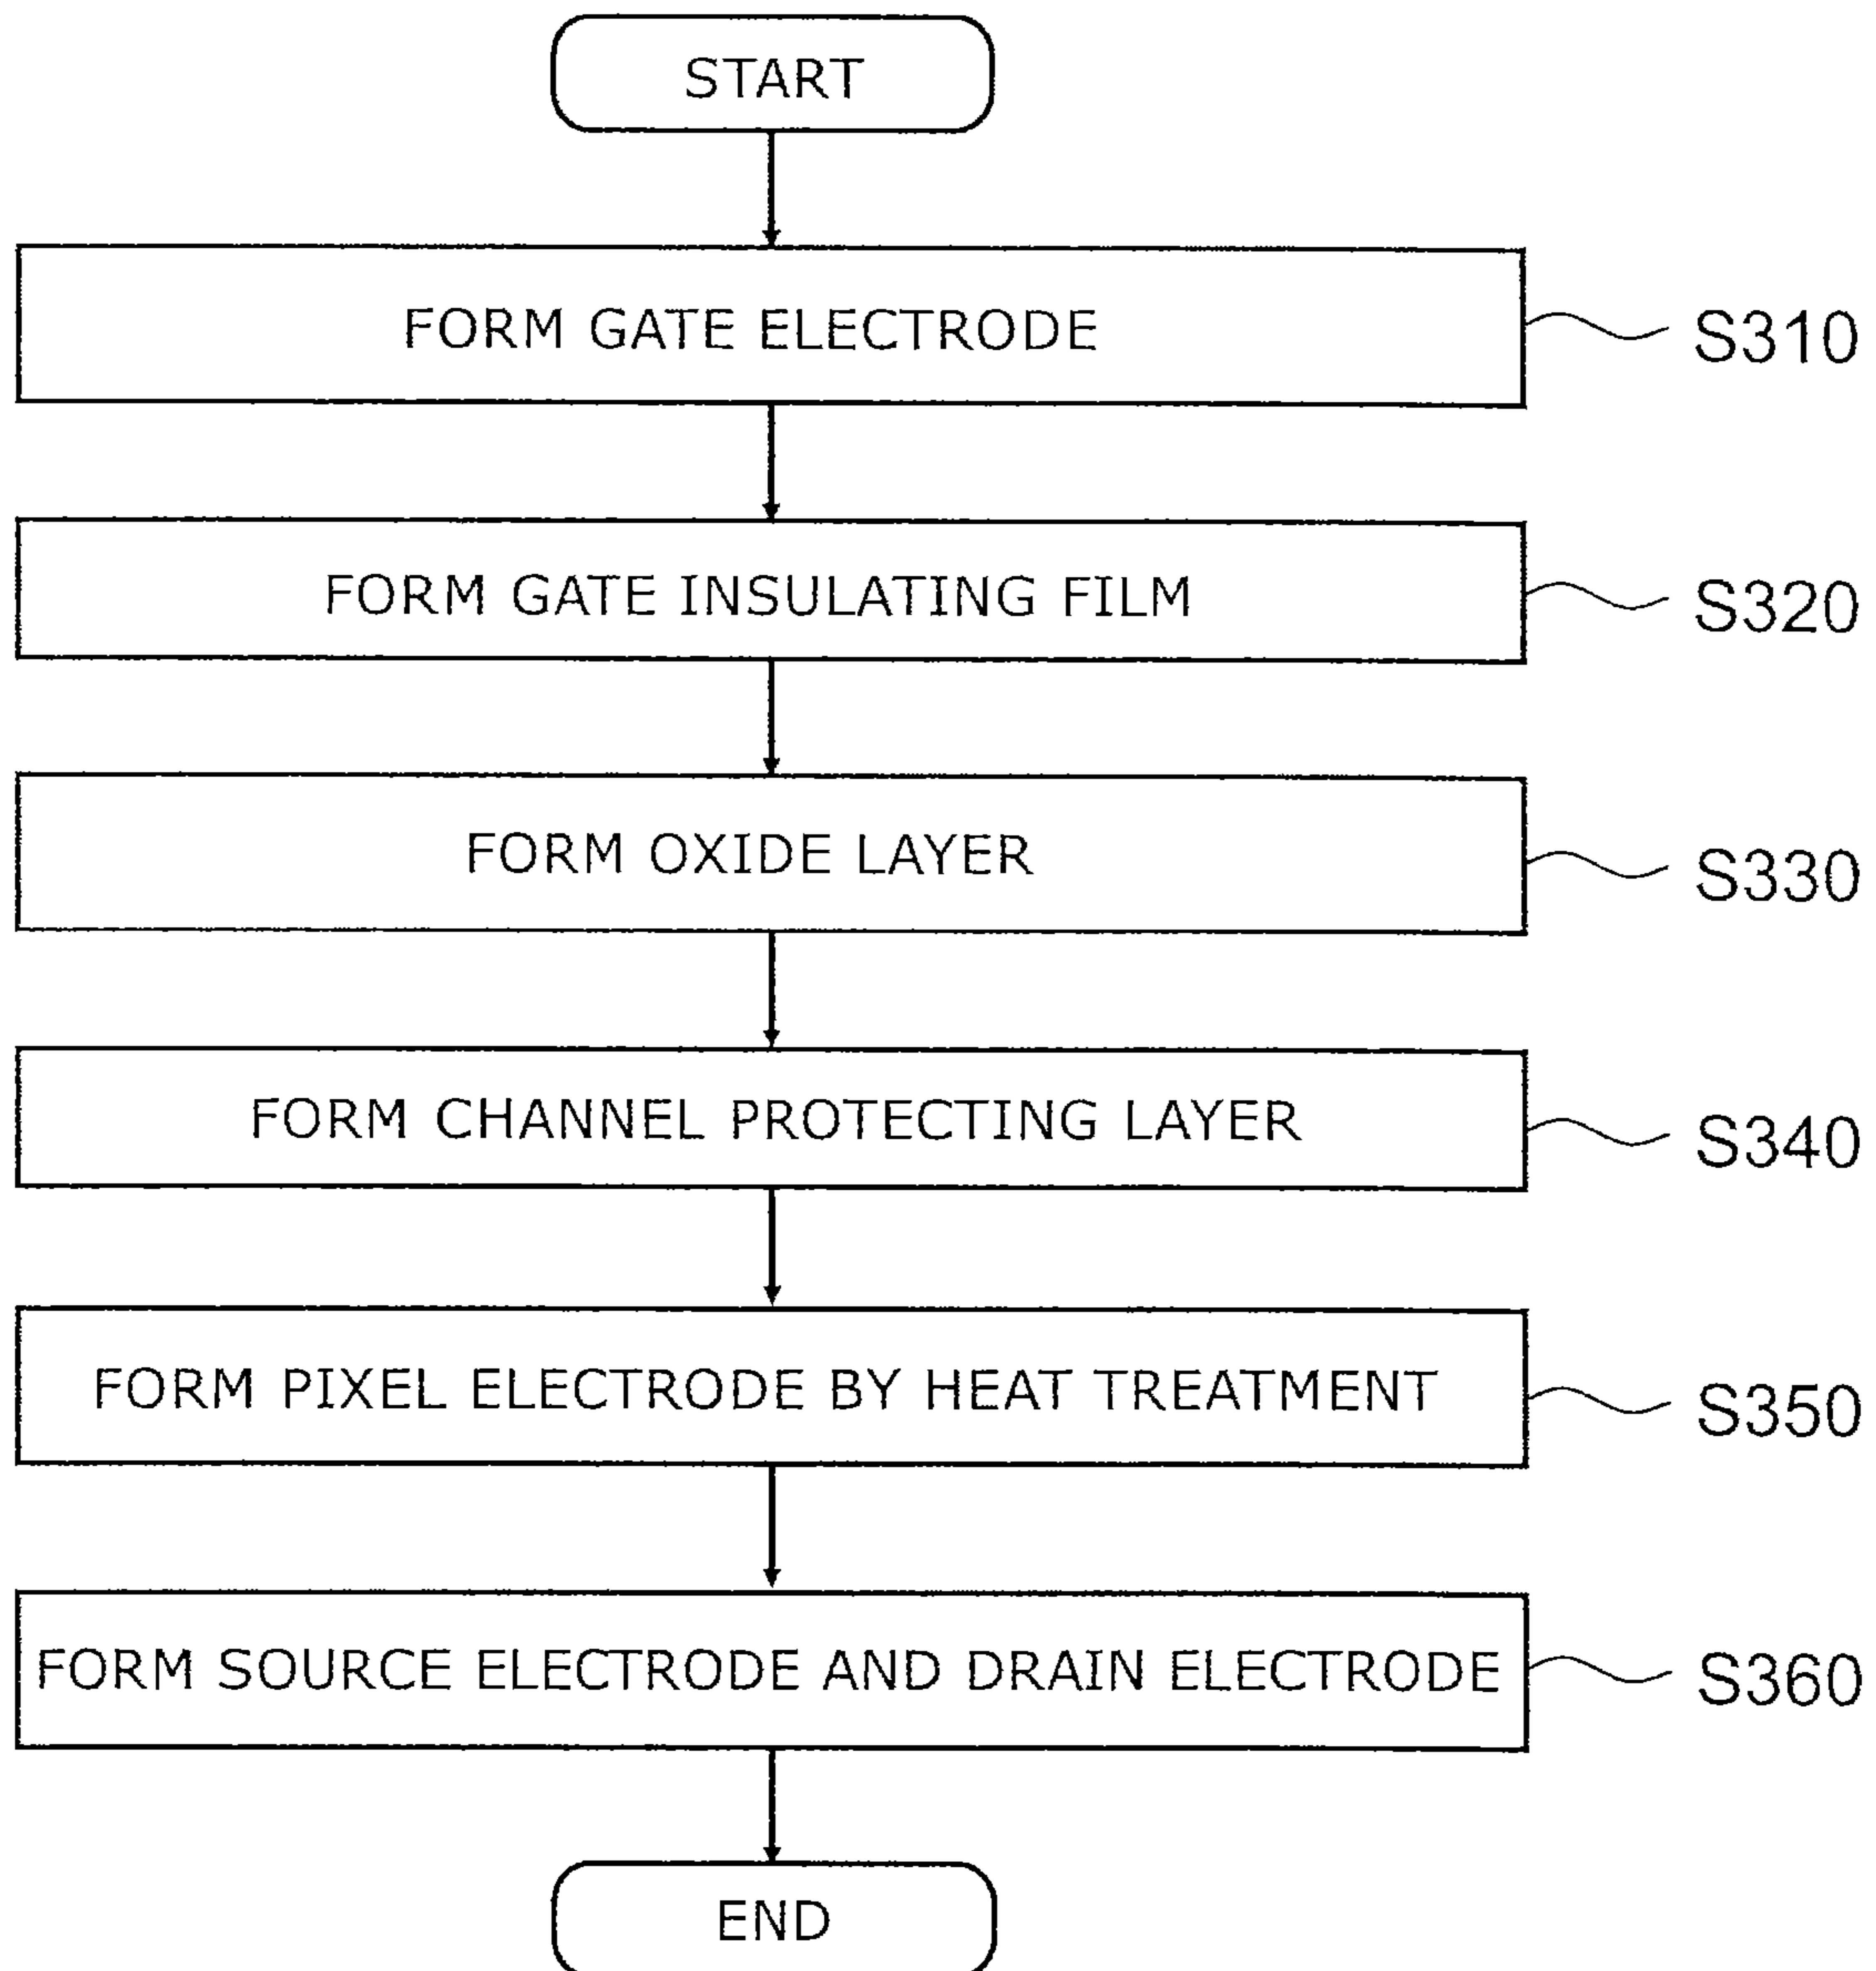 START
FORM GATE ELECTRODE
S310
FORM GATE INSULATING FILM
S320
FORM OXIDE LAYER
S330
FORM CHANNEL PROTECTING LAYER
S340
FORM PIXEL ELECTRODE BY HEAT TREATMENT
S350
FORM SOURCE ELECTRODE AND DRAIN ELECTRODE
S360
END